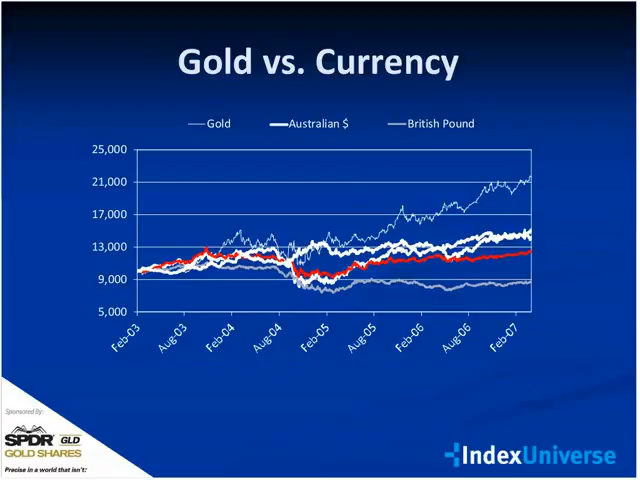 Gold vs. Currency
Gold Australian $ British Pound
25,000
21,000
17,000
13,000
9,000
5,000
Feb-03 Aug-03 Feb-04 Aug-04 Feb-05 Aug-05 Feb-06 Aug-06 Feb-07
Sponsored by:
SPDR GLD
GOLD SHARES
Precise in a world that isn't:
IndexUniverse